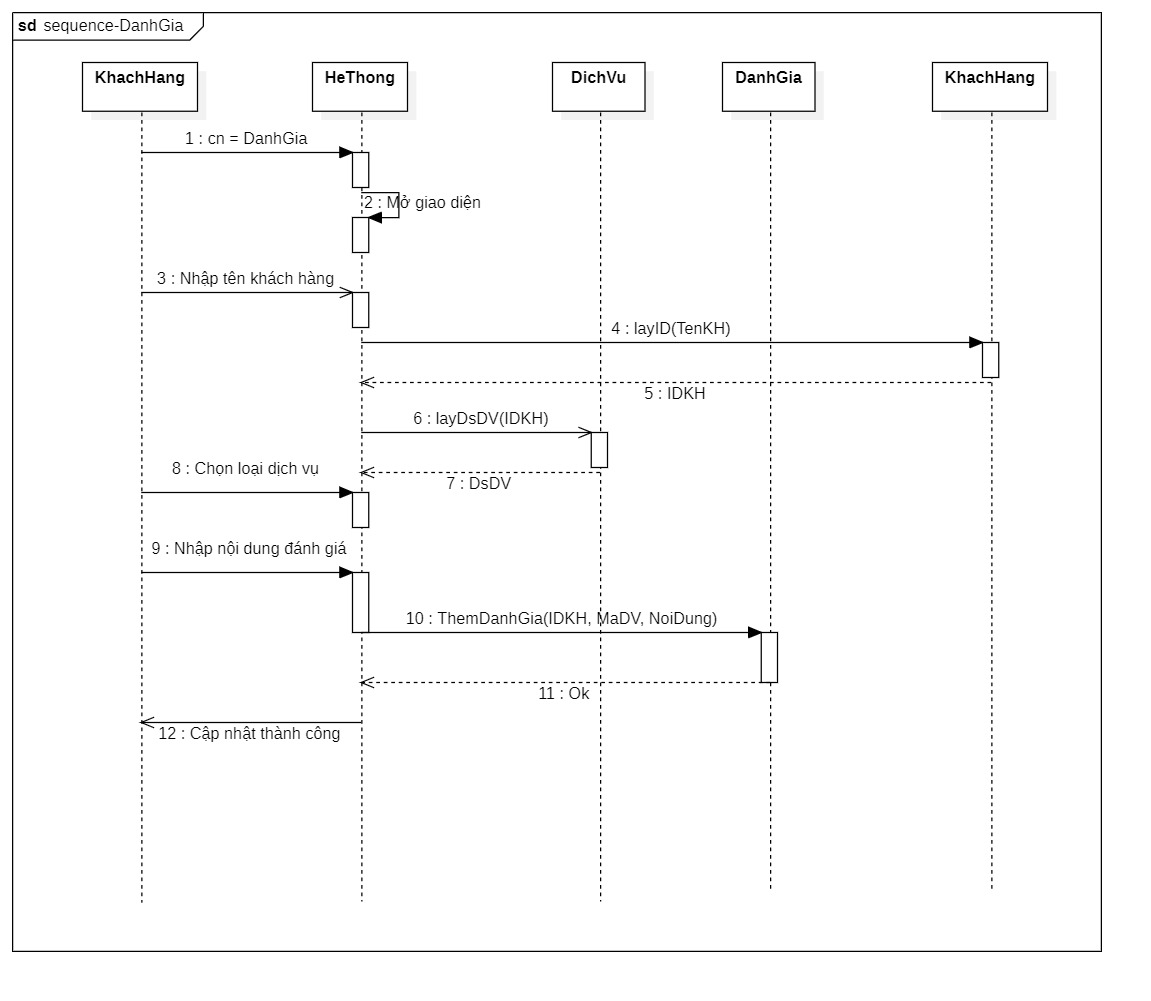 sd sequence-DanhGia
KhachHang
HeThong
DichVu
DanhGia
KhachHang
1 : cn = DanhGia
2 : Mở giao diện
3 : Nhập tên khách hàng
4 : layID(TenKH)
5 : IDKH
6 : layDsDV(IDKH)
8 : Chọn loại dịch vụ
7 : DsDV
9 : Nhập nội dung đánh giá
10 : ThemDanhGia(IDKH, MaDV, NoiDung)
11 : Ok
12 : Cập nhật thành công